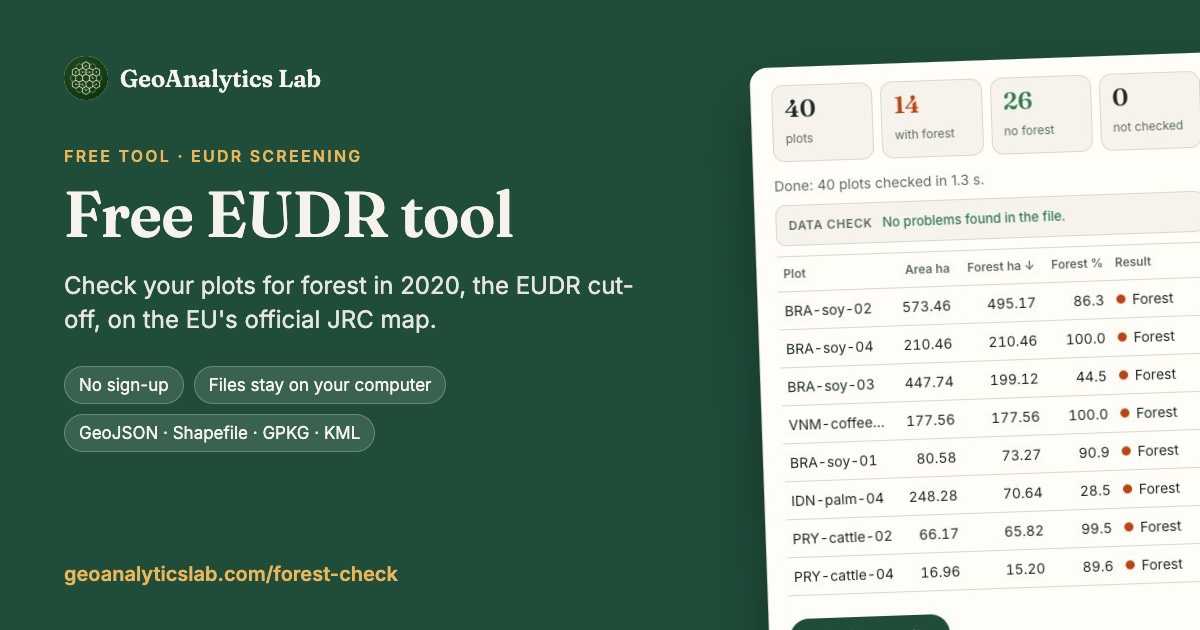 GeoAnalytics Lab
FREE TOOL · EUDR SCREENING
Free EUDR tool
Check your plots for forest in 2020, the EUDR cut-
off, on the EU's official JRC map.
No sign-up
Files stay on your computer
GeoJSON · Shapefile · GPKG · KML
geoanalyticslab.com/forest-check
40 14 26 0
plots with forest no forest not checked
Done: 40 plots checked in 1.3 s.
DATA CHECK No problems found in the file.
Plot Area ha Forest ha ↓ Forest % Result
BRA-soy-02 573.46 495.17 86.3 Forest
BRA-soy-04 210.46 210.46 100.0 Forest
BRA-soy-03 447.74 199.12 44.5 Forest
VNM-coffee... 177.56 177.56 100.0 Forest
BRA-soy-01 80.58 73.27 90.9 Forest
IDN-palm-04 248.28 70.64 28.5 Forest
PRY-cattle-02 66.17 65.82 99.5 Forest
PRY-cattle-04 16.96 15.20 89.6 Forest